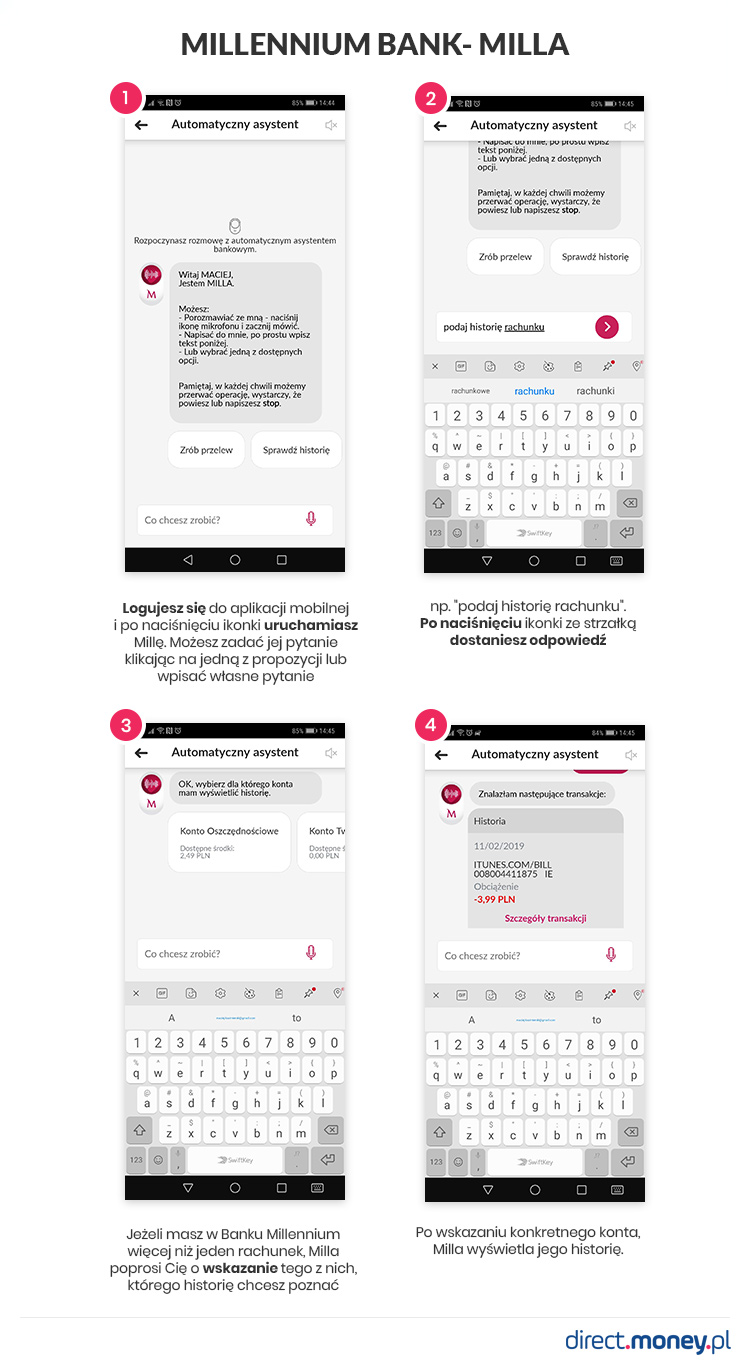 MILLENNIUM BANK- MILLA
1
85% 14:44
Automatyczny asystent
Rozpoczynasz rozmowę z automatycznym asystentem
bankowym.
M
Witaj MACIEJ,
Jestem MILLA.
Możesz:
- Porozmawiać ze mną - naciśnij
ikonę mikrofonu i zacznij mówić.
- Napisać do mnie, po prostu wpisz
tekst poniżej.
- Lub wybrać jedną z dostępnych
opcji.
Pamiętaj, w każdej chwili możemy
przerwać operację, wystarczy, że
powiesz lub napiszesz stop.
Zrób przelew
Sprawdź historię
Co chcesz zrobić?
Logujesz się do aplikacji mobilnej
i po naciśnięciu ikonki uruchamiasz
Millę. Możesz zadać jej pytanie
klikając na jedną z propozycji lub
wpisać własne pytanie
2
85% 14:45
Automatyczny asystent
- Napisać do mnie, po prostu wpisz
tekst poniżej.
- Lub wybrać jedną z dostępnych
opcji.
Pamiętaj, w każdej chwili możemy
przerwać operację, wystarczy, że
powiesz lub napiszesz stop.
Zrób przelew
Sprawdź historię
podaj historię rachunku
GIF
rachunkowe rachunku rachunki
1 2 3 4 5 6 7 8 9 0
q w e r t y u i o p
a s d f g h j k l
z x c v b n m
123 , SwiftKey .
np. "podaj historię rachunku".
Po naciśnięciu ikonki ze strzałką
dostaniesz odpowiedź
3
85% 14:45
Automatyczny asystent
M
OK, wybierz dla którego konta
mam wyświetlić historię.
Konto Oszczędnościowe
Dostępne środki:
2,49 PLN
Konto Tw
Dostępne ś
0,00 PLN
Co chcesz zrobić?
GIF
A to
1 2 3 4 5 6 7 8 9 0
q w e r t y u i o p
a s d f g h j k l
z x c v b n m
123 , SwiftKey .
Jeżeli masz w Banku Millennium
więcej niż jeden rachunek, Milla
poprosi Cię o wskazanie tego z nich,
którego historię chcesz poznać
4
84% 14:45
Automatyczny asystent
M
Znalazłam następujące transakcje:
Historia
11/02/2019
ITUNES.COM/BILL
008004411875 IE
Obciążenie
-3,99 PLN
Szczegóły transakcji
Co chcesz zrobić?
GIF
A to
1 2 3 4 5 6 7 8 9 0
q w e r t y u i o p
a s d f g h j k l
z x c v b n m
123 , SwiftKey .
Po wskazaniu konkretnego konta,
Milla wyświetla jego historię.
direct.money.pl